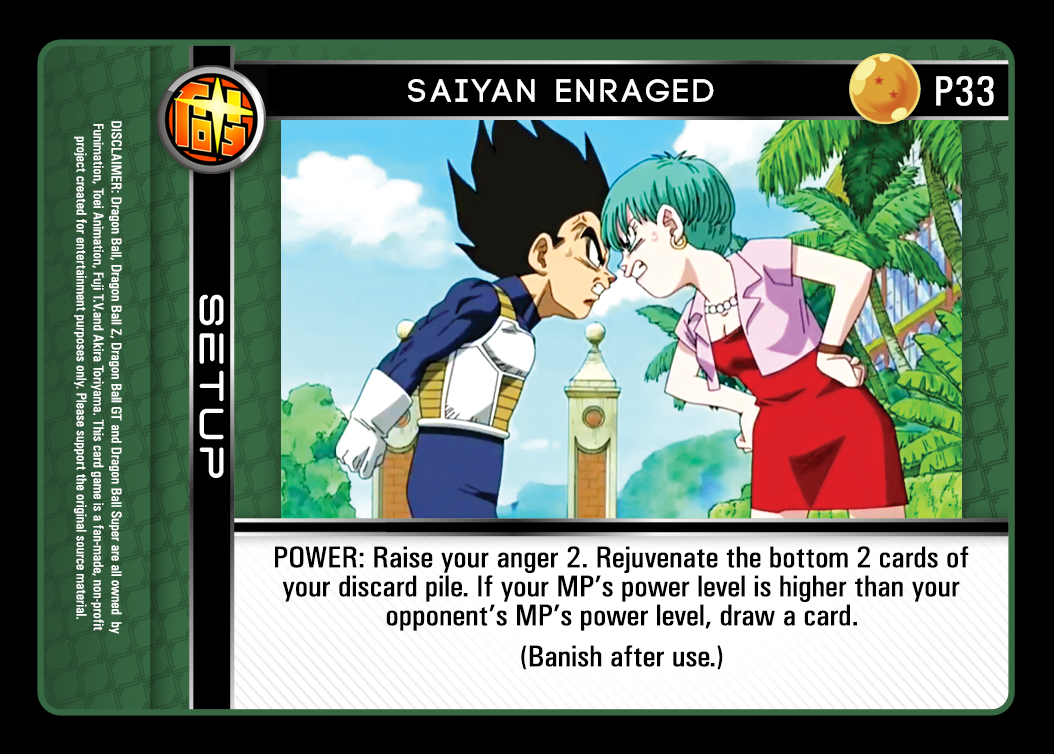 SAIYAN ENRAGED
P33
SETUP
POWER: Raise your anger 2. Rejuvenate the bottom 2 cards of
your discard pile. If your MP’s power level is higher than your
opponent’s MP’s power level, draw a card.
(Banish after use.)
DISCLAIMER: Dragon Ball, Dragon Ball Z, Dragon Ball GT and Dragon Ball Super are all owned by
Funimation, Toei Animation, Fuji T.V.and Akira Toriyama. This card game is a fan-made, non-profit
project created for entertainment purposes only. Please support the original source material.